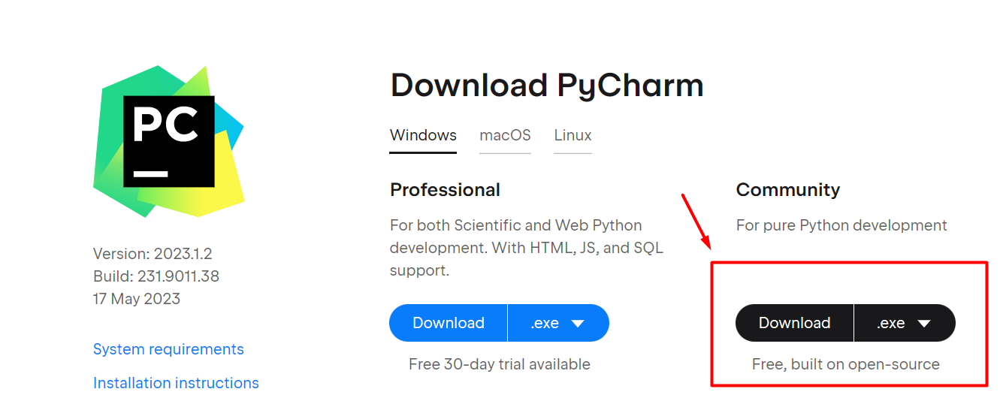 PC
Version: 2023.1.2
Build: 231.9011.38
17 May 2023
System requirements
Installation instructions
Download PyCharm
Windows macOS Linux
Professional
For both Scientific and Web Python
development. With HTML, JS, and SQL
support.
Download .exe
Free 30-day trial available
Community
For pure Python development
Download .exe
Free, built on open-source